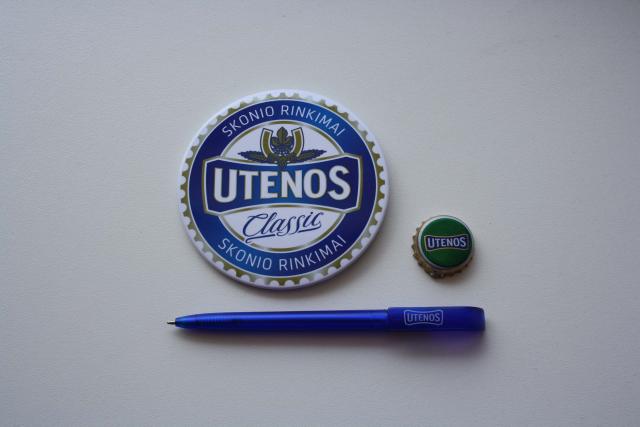 SKONIO RINKIMAI
UTENOS
Classic
SKONIO RINKIMAI
UTENOS
UTENOS